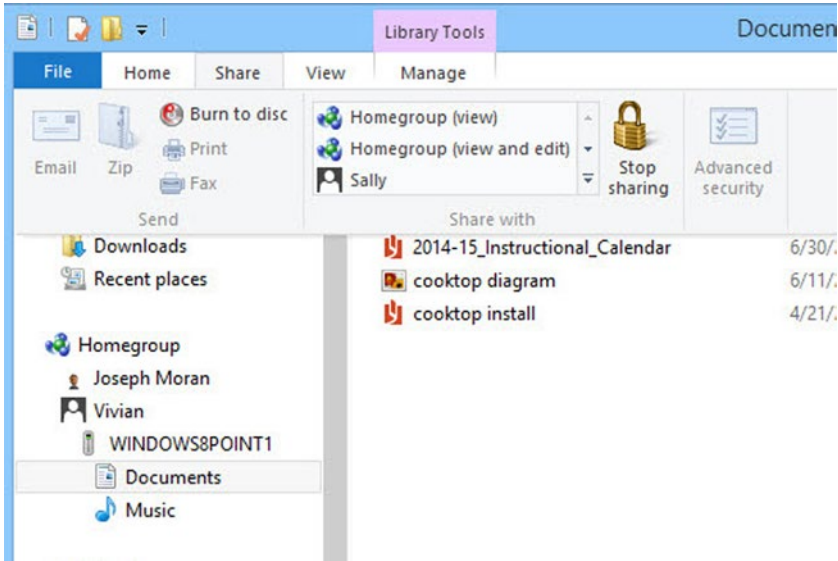 Library Tools
Documen
File Home Share View Manage
Email
Zip
Burn to disc
Print
Fax
Send
Homegroup (view)
Homegroup (view and edit)
Sally
Share with
Stop
sharing
Advanced
security
Downloads
Recent places
Homegroup
Joseph Moran
Vivian
WINDOWS8POINT1
Documents
Music
2014-15_Instructional_Calendar 6/30/
cooktop diagram 6/11/
cooktop install 4/21/